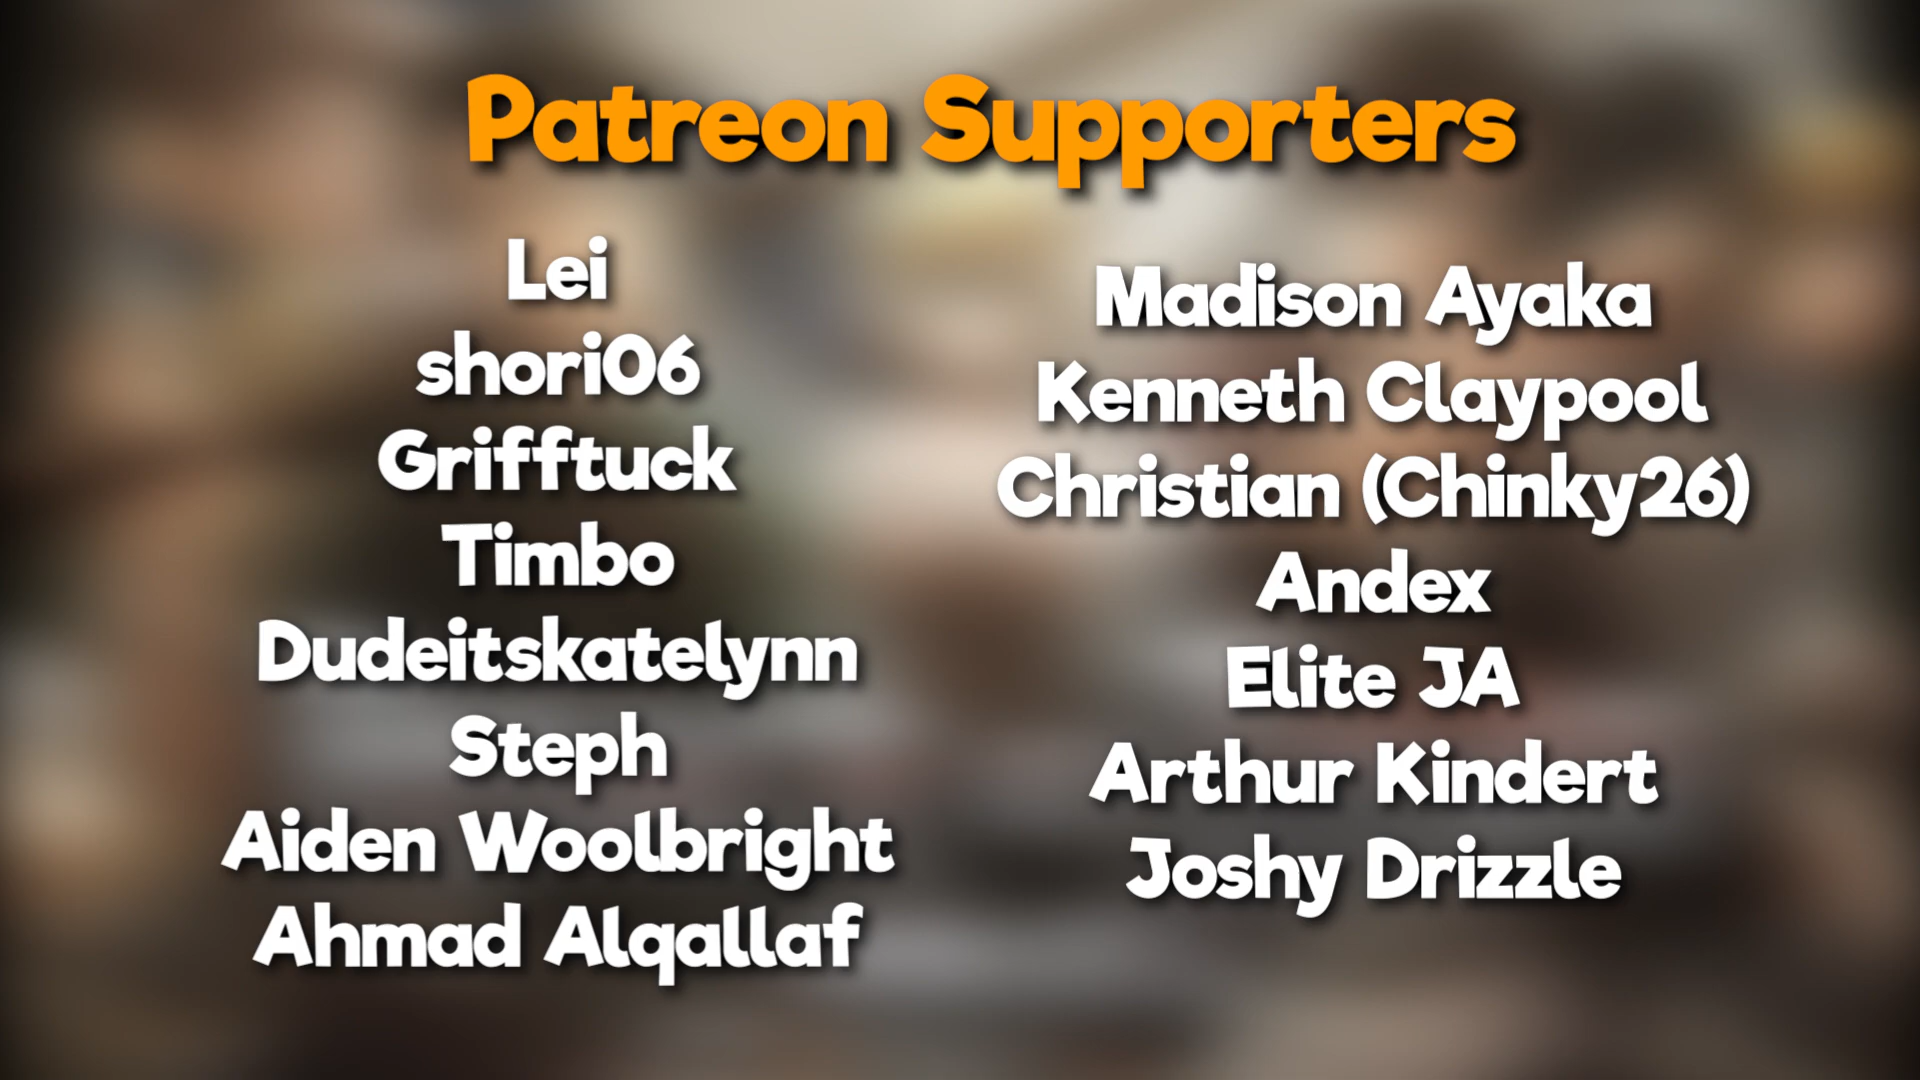 Patreon Supporters
Lei
shori06
Grifftuck
Timbo
Dudeitskatelynn
Steph
Aiden Woolbright
Ahmad Alqallaf
Madison Ayaka
Kenneth Claypool
Christian (Chinky26)
Andex
Elite JA
Arthur Kindert
Joshy Drizzle